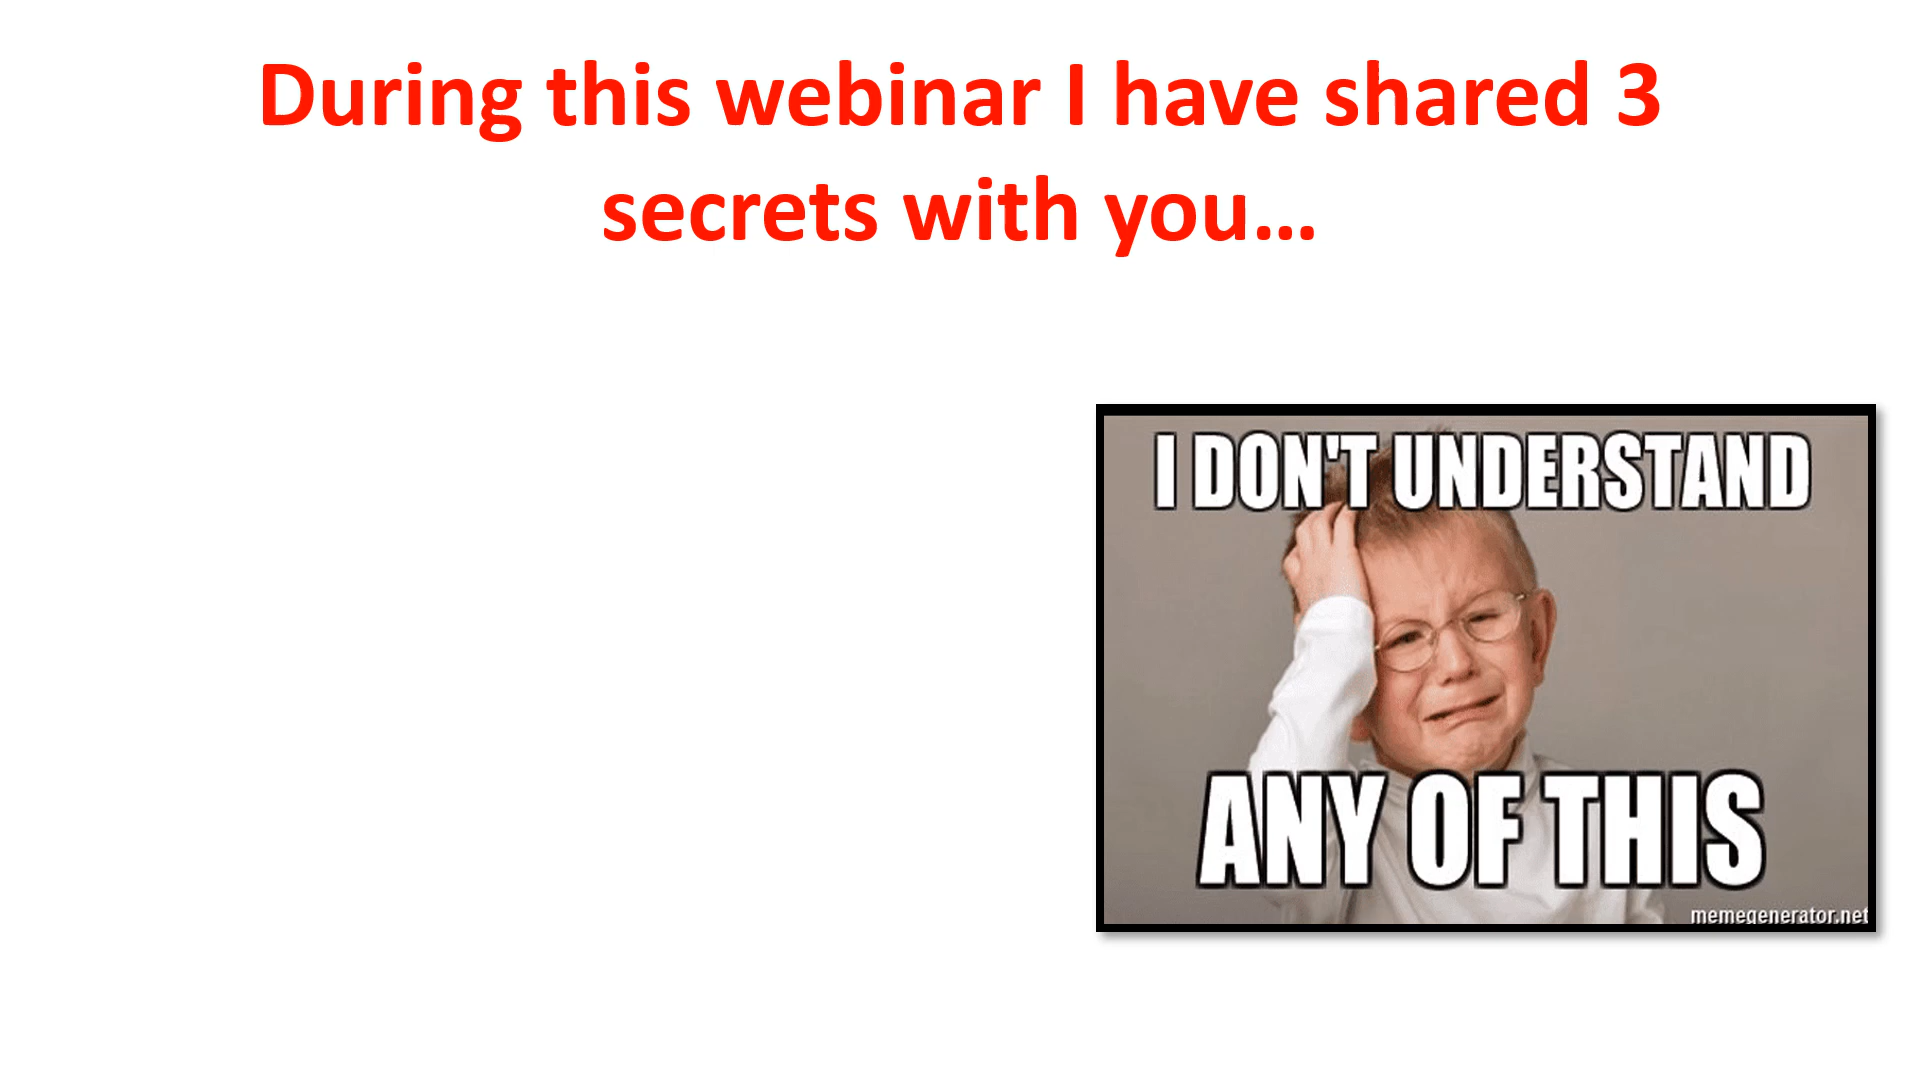 During this webinar I have shared 3
secrets with you...
I DON'T UNDERSTAND
ANY OF THIS
memegenerator.net